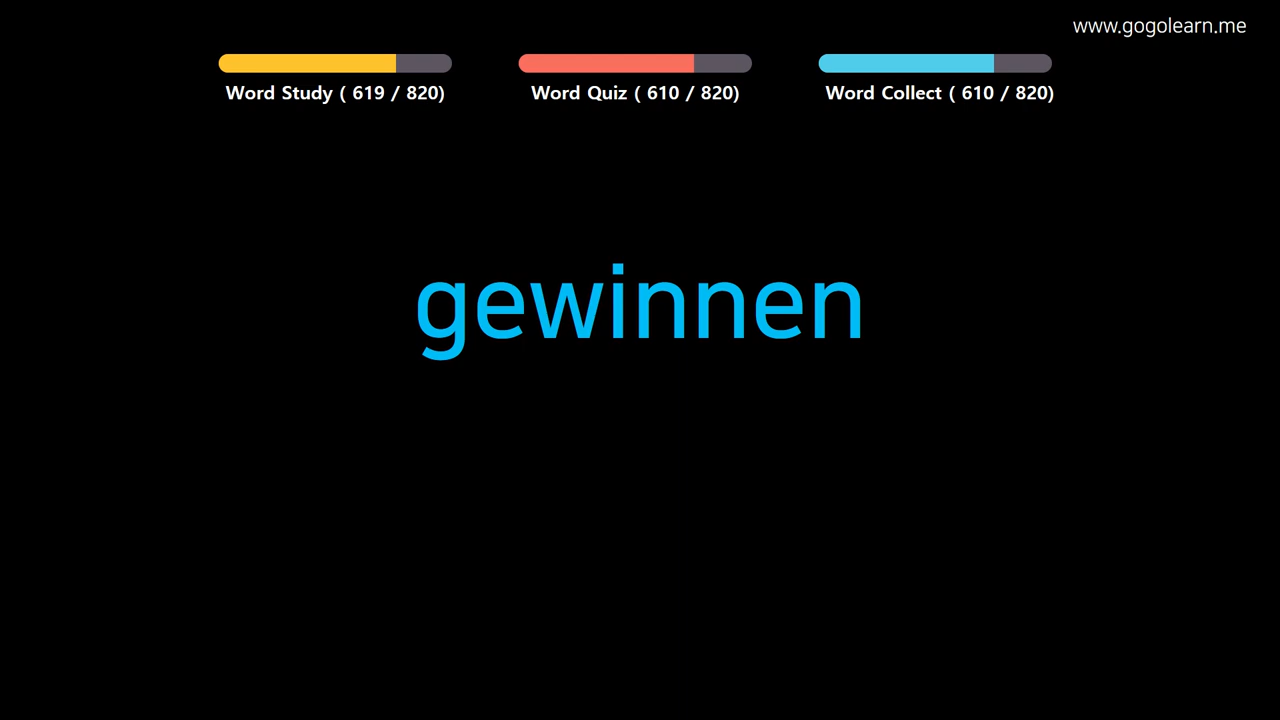 www.gogolearn.me
Word Study ( 619 / 820)
Word Quiz ( 610 / 820)
Word Collect ( 610 / 820)
gewinnen